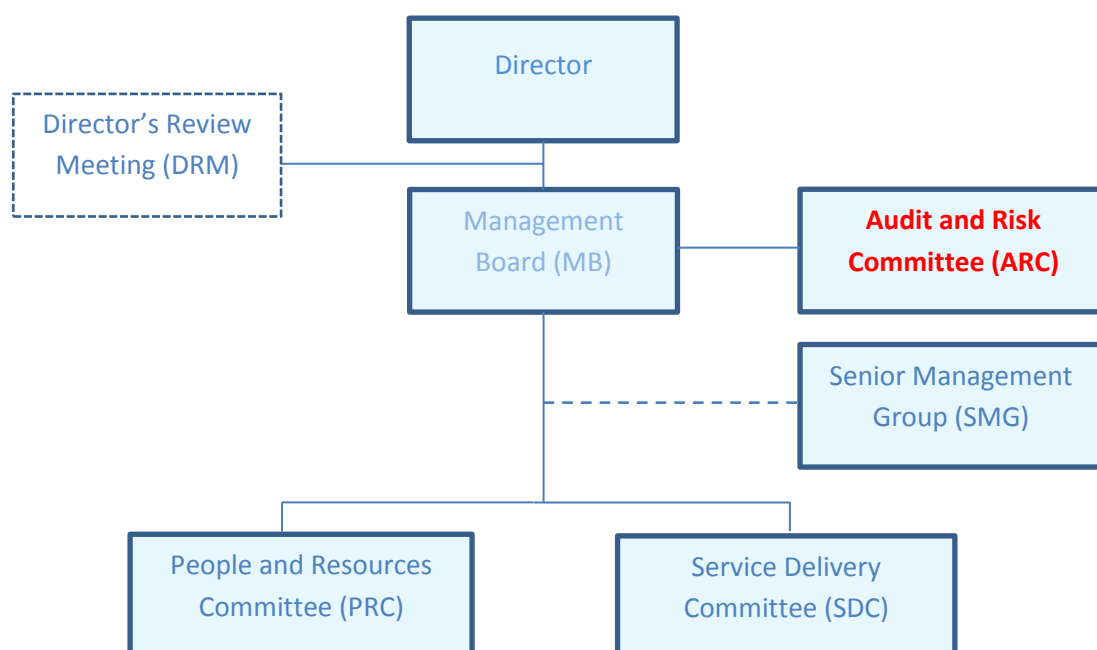 Director
Director’s Review
Meeting (DRM)
Management
Board (MB)
Audit and Risk
Committee (ARC)
Senior Management
Group (SMG)
People and Resources
Committee (PRC)
Service Delivery
Committee (SDC)